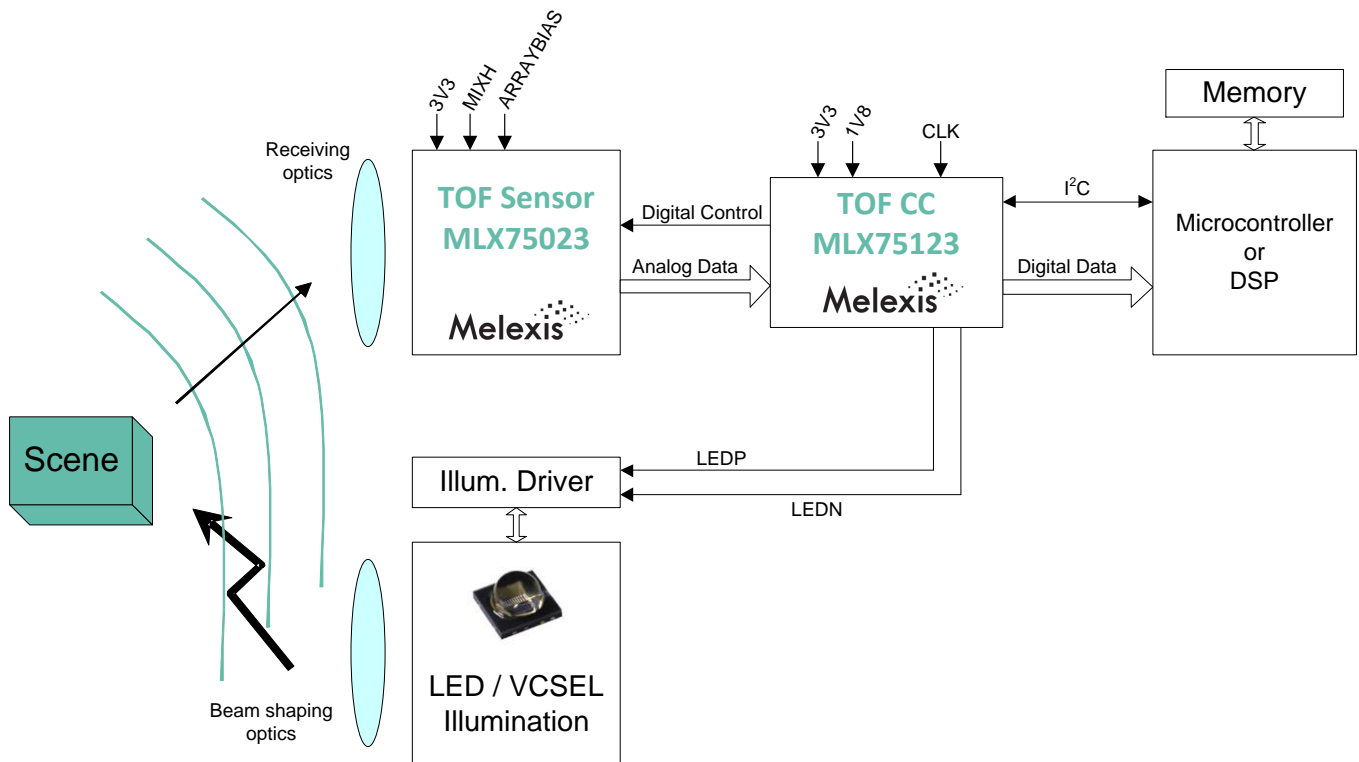 3V3
MIXH
ARRAYBIAS
Receiving
optics
TOF Sensor
MLX75023
Melexis
Digital Control
Analog Data
3V3
1V8
CLK
TOF CC
MLX75123
Melexis
I²C
Digital Data
Memory
Microcontroller
or
DSP
Scene
Illum. Driver
LEDP
LEDN
LED / VCSEL
Illumination
Beam shaping
optics